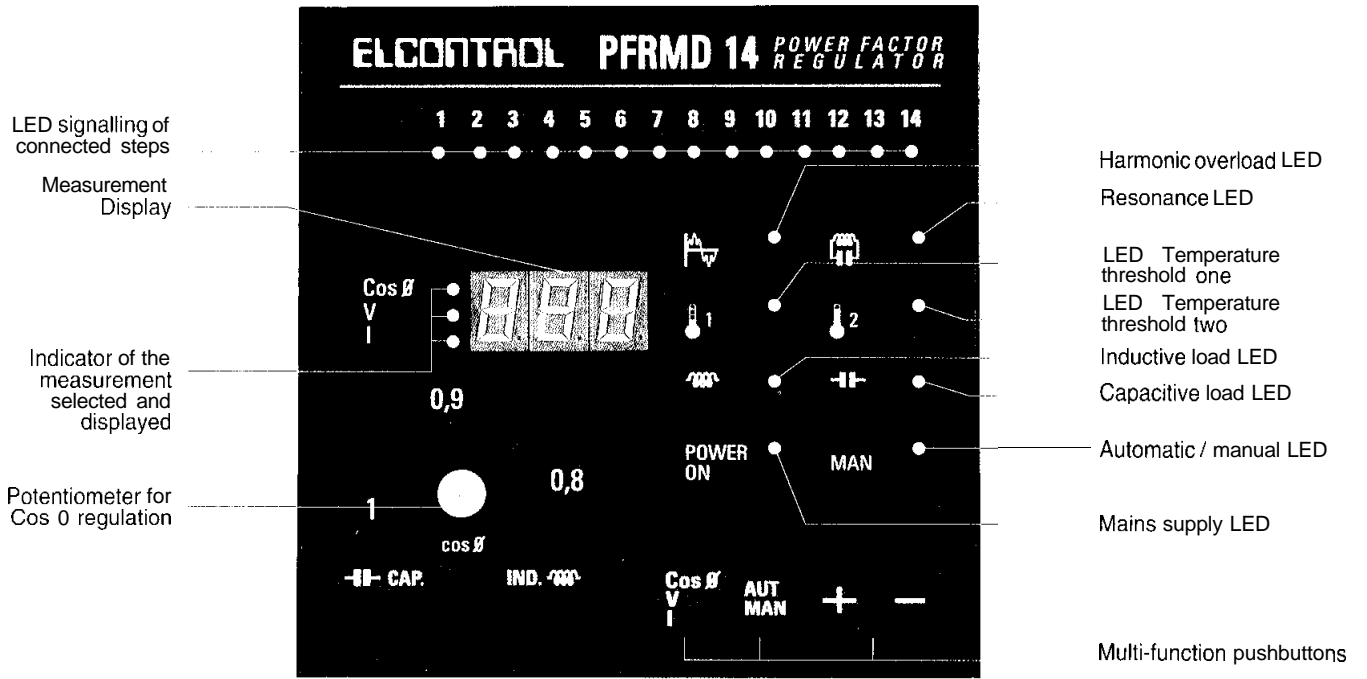 ELCONTROL PFRMD 14 POWER FACTOR
REGULATOR
1 2 3 4 5 6 7 8 9 10 11 12 13 14
LED signalling of
connected steps
Measurement
Display
Indicator of the
measurement
selected and
displayed
Potentiometer for
Cos 0 regulation
Cos Ø
V
I
0,9
0,8
1
cos Ø
CAP.
IND.
1
2
POWER
ON
MAN
Cos Ø
V
I
AUT
MAN
+
−
Harmonic overload LED
Resonance LED
LED Temperature
threshold one
LED Temperature
threshold two
Inductive load LED
Capacitive load LED
Automatic / manual LED
Mains supply LED
Multi-function pushbuttons